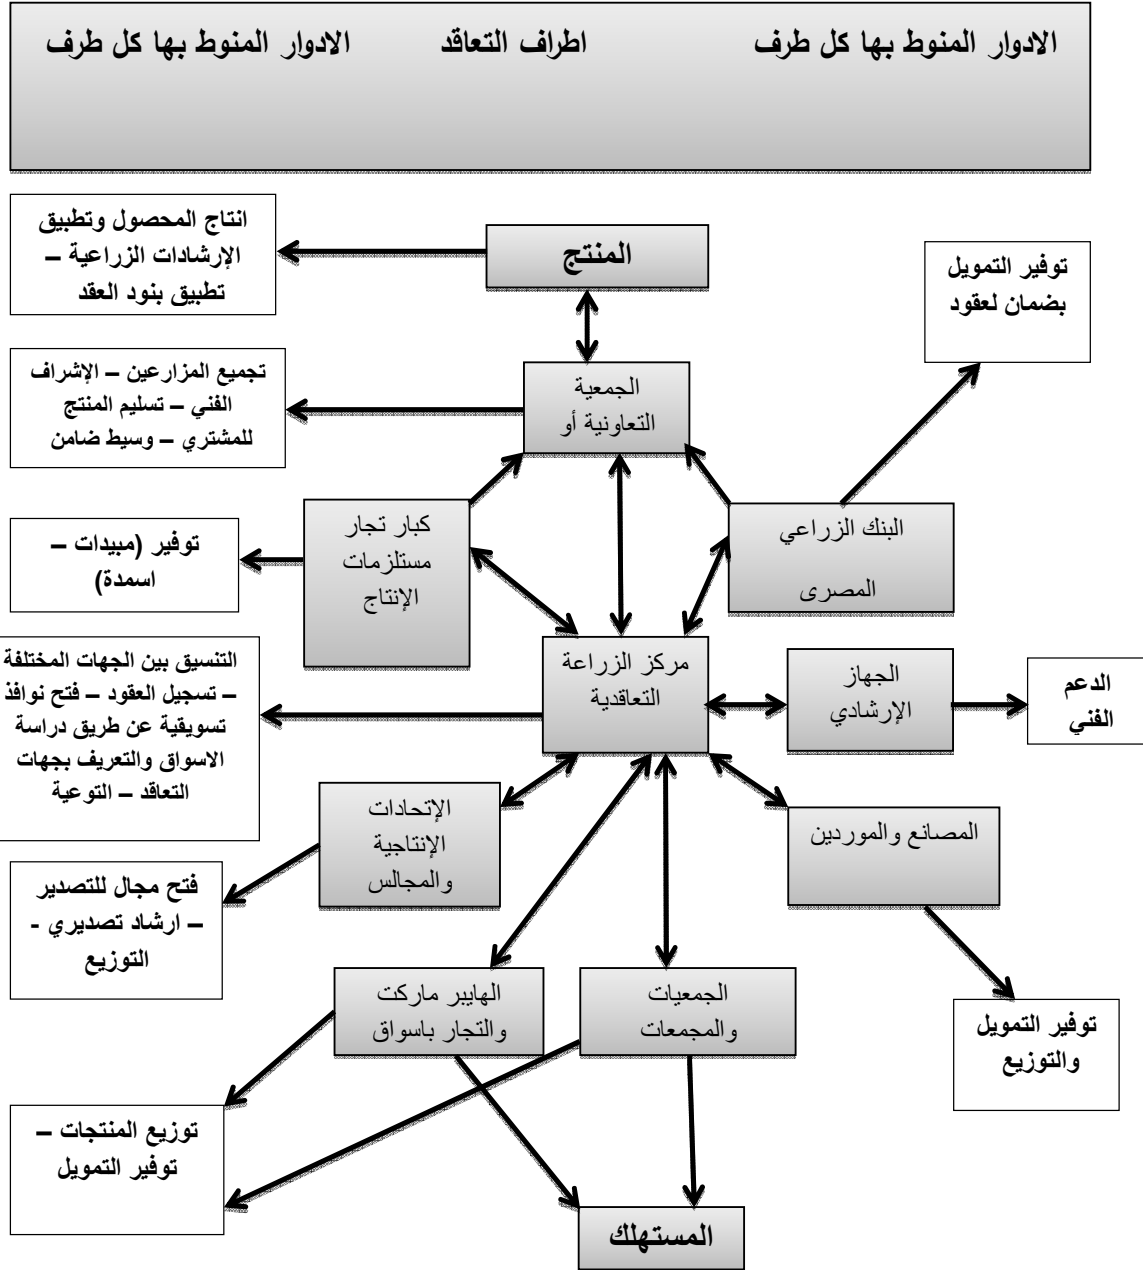 الادوار المنوط بها كل طرف
اطراف التعاقد
الادوار المنوط بها كل طرف
المنتج
انتاج المحصول وتطبيق
الإرشادات الزراعية –
تطبيق بنود العقد
توفير التمويل
بضمان لعقود
الجمعية
التعاونية أو
تجميع المزارعين – الإشراف
الفني – تسليم المنتج
للمشتري – وسيط ضامن
البنك الزراعي
المصرى
كبار تجار
مستلزمات
الإنتاج
توفير (مبيدات –
اسمدة)
الدعم
الفني
الجهاز
الإرشادي
مركز الزراعة
التعاقدية
التنسيق بين الجهات المختلفة
– تسجيل العقود – فتح نوافذ
تسويقية عن طريق دراسة
الاسواق والتعريف بجهات
التعاقد – التوعية
المصانع والموردين
الإتحادات
الإنتاجية
والمجالس
فتح مجال للتصدير
– ارشاد تصديري -
التوزيع
الجمعيات
والمجمعات
الهايبر ماركت
والتجار باسواق
توفير التمويل
والتوزيع
توزيع المنتجات –
توفير التمويل
المستهلك